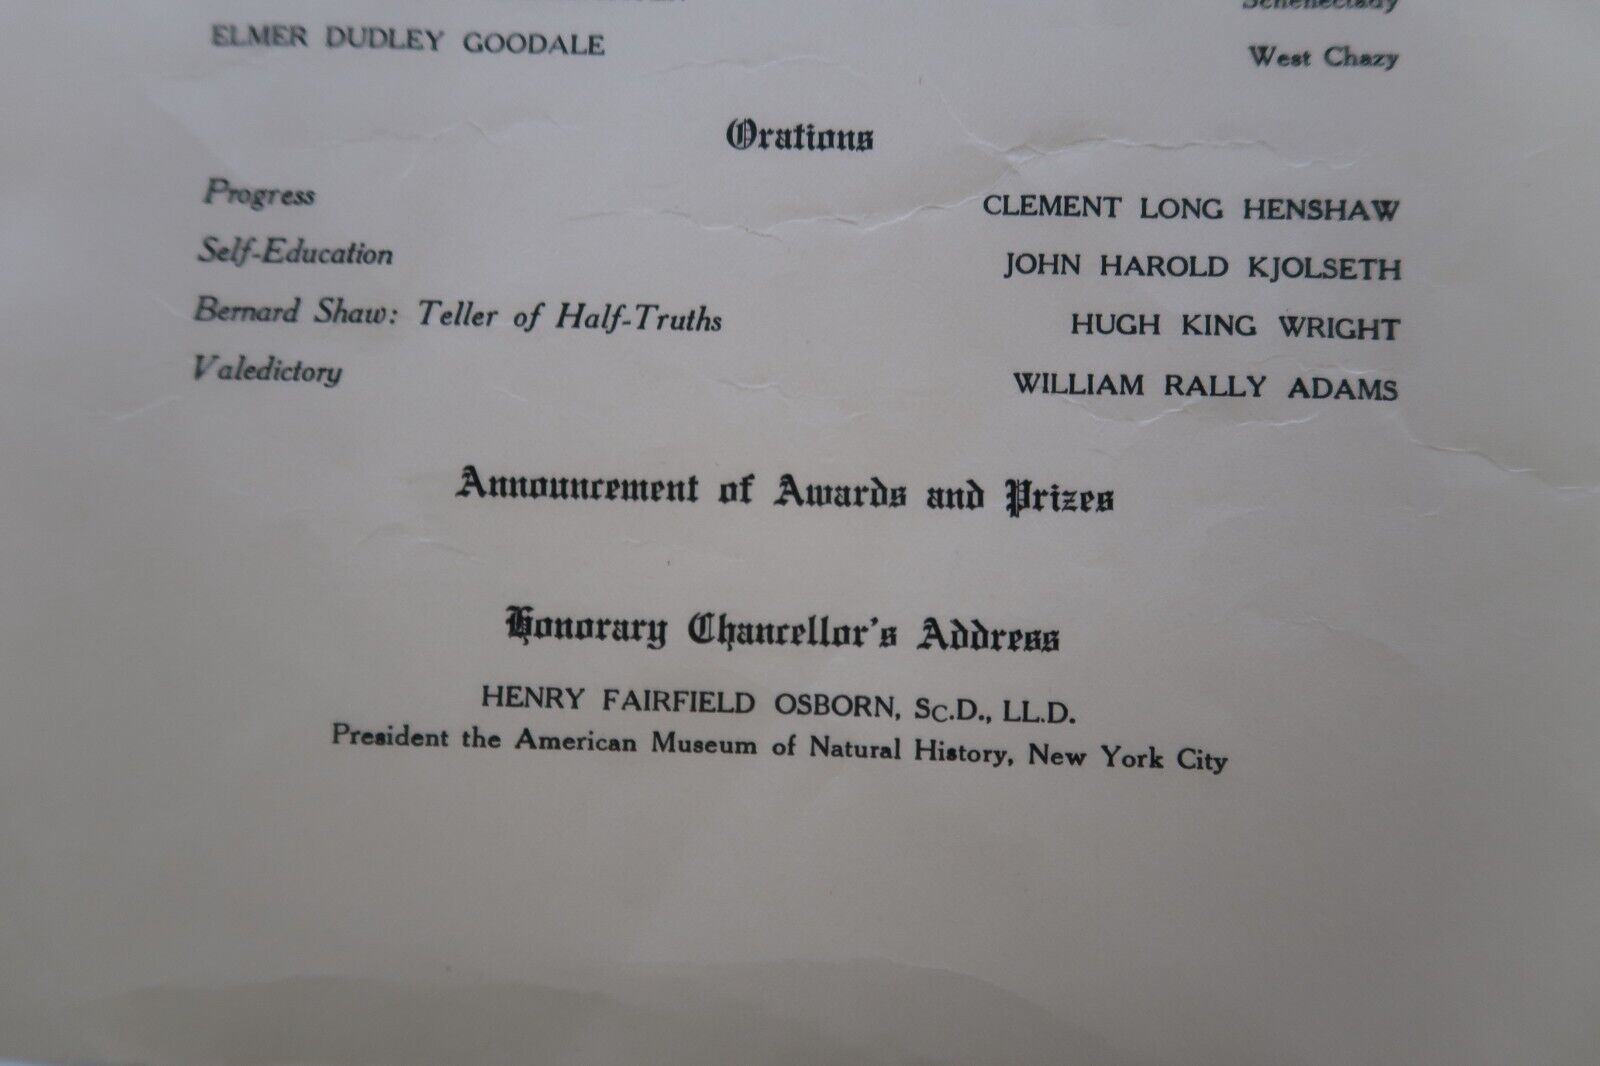 Schenectady
ELMER DUDLEY GOODALE West Chazy
Orations
Progress CLEMENT LONG HENSHAW
Self-Education JOHN HAROLD KJOLSETH
Bernard Shaw: Teller of Half-Truths HUGH KING WRIGHT
Valedictory WILLIAM RALLY ADAMS
Announcement of Awards and Prizes
Honorary Chancellor's Address
HENRY FAIRFIELD OSBORN, Sc.D., LL.D.
President the American Museum of Natural History, New York City